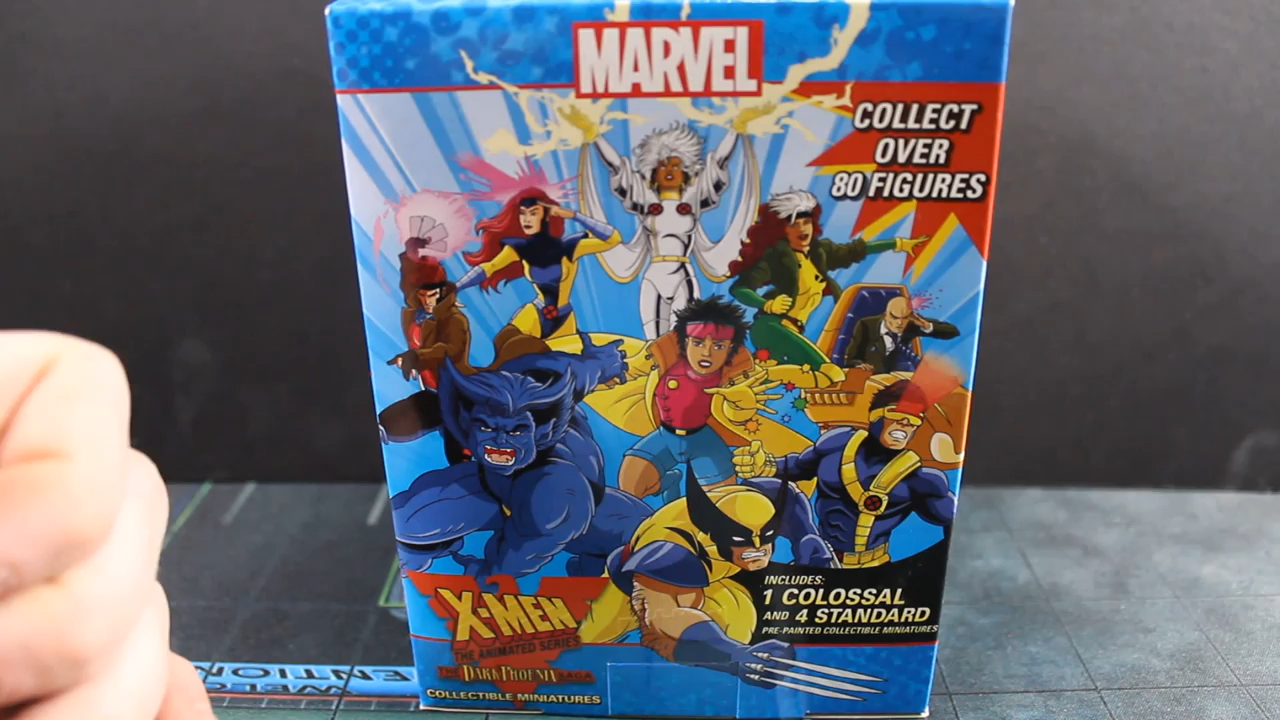 MARVEL
COLLECT
OVER
80 FIGURES
INCLUDES:
1 COLOSSAL
AND 4 STANDARD
PRE-PAINTED COLLECTIBLE MINIATURES
X-MEN
THE ANIMATED SERIES
THE DARK PHOENIX SAGA
COLLECTIBLE MINIATURES